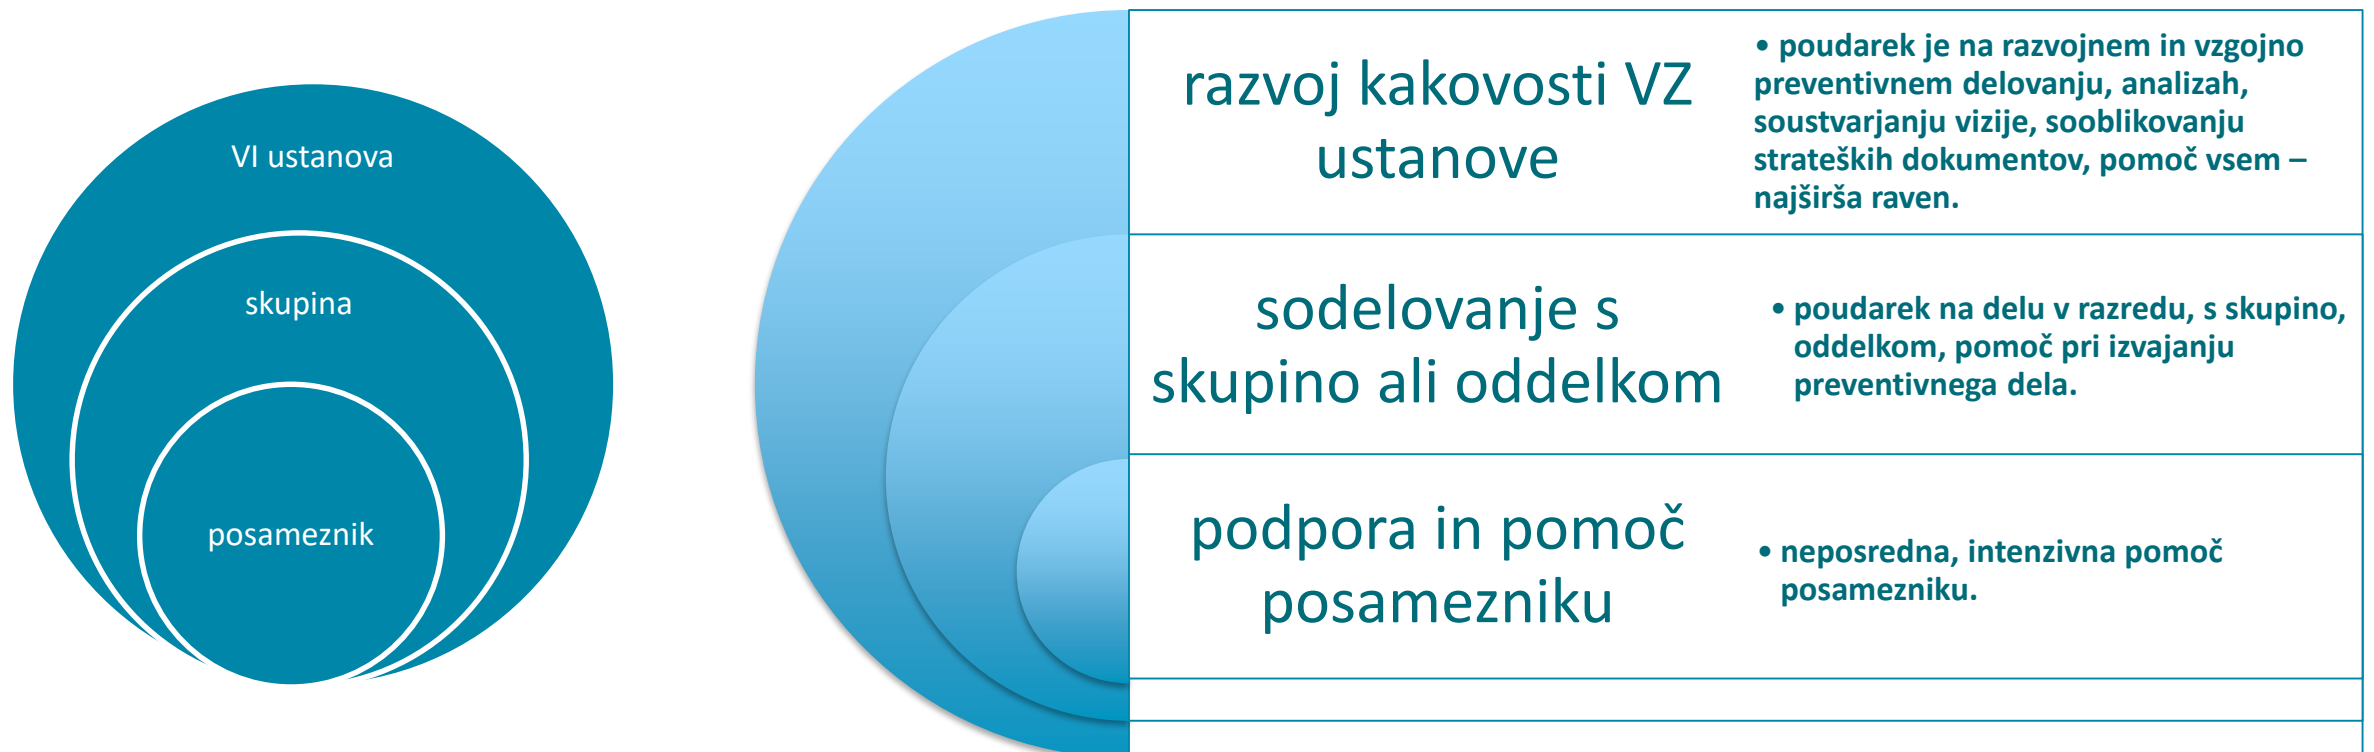 VI ustanova
skupina
posameznik
razvoj kakovosti VZ
ustanove
• poudarek je na razvojnem in vzgojno
preventivnem delovanju, analizah,
soustvarjanju vizije, sooblikovanju
strateških dokumentov, pomoč vsem –
najširša raven.
sodelovanje s
skupino ali oddelkom
• poudarek na delu v razredu, s skupino,
oddelkom, pomoč pri izvajanju
preventivnega dela.
podpora in pomoč
posamezniku
• neposredna, intenzivna pomoč
posamezniku.